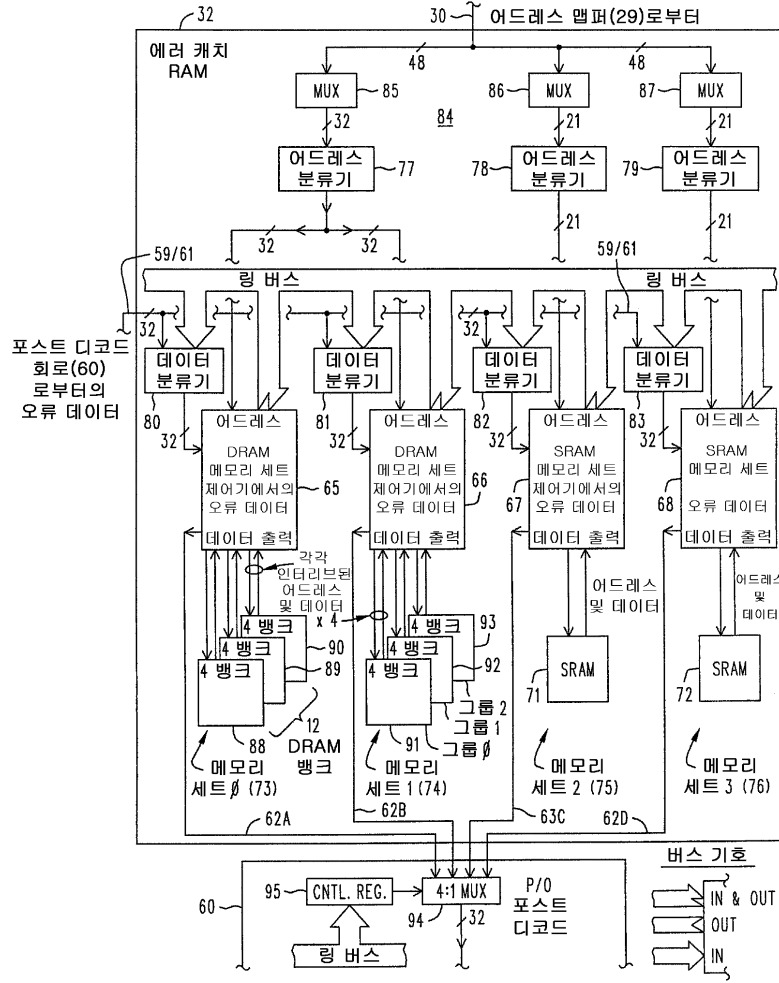 32
30
어드레스 맵퍼(29)로부터
에러 캐치
RAM
48
48
MUX
85
MUX
86
MUX
87
84
32
21
21
어드레스
분류기
77
어드레스
분류기
78
어드레스
분류기
79
32
32
21
21
59/61
링 버스
59/61
링 버스
32
32
32
포스트 디코드
회로(60)
로부터의
오류 데이터
데이터
분류기
80
데이터
분류기
81
데이터
분류기
82
데이터
분류기
83
32
32
32
32
어드레스
DRAM
메모리 세트
제어기에서의
오류 데이터
데이터 출력
65
어드레스
DRAM
메모리 세트
제어기에서의
오류 데이터
데이터 출력
66
어드레스
SRAM
메모리 세트
제어기에서의
오류 데이터
데이터 출력
67
어드레스
SRAM
메모리 세트
오류 데이터
데이터 출력
68
각각
인터리브된
어드레스
및 데이터
x 4
어드레스
및 데이터
어드레스
및
데이터
4 뱅크
90
4 뱅크
89
4 뱅크
88
12
DRAM
뱅크
4 뱅크
93
4 뱅크
92
4 뱅크
91
그룹 2
그룹 1
그룹 0
SRAM
71
SRAM
72
메모리
세트0 (73)
메모리
세트1 (74)
메모리
세트2 (75)
메모리
세트3 (76)
62A
62B
63C
62D
60
95
CNTL. REG.
4:1 MUX
94
32
P/O
포스트
디코드
링 버스
버스 기호
IN & OUT
OUT
IN